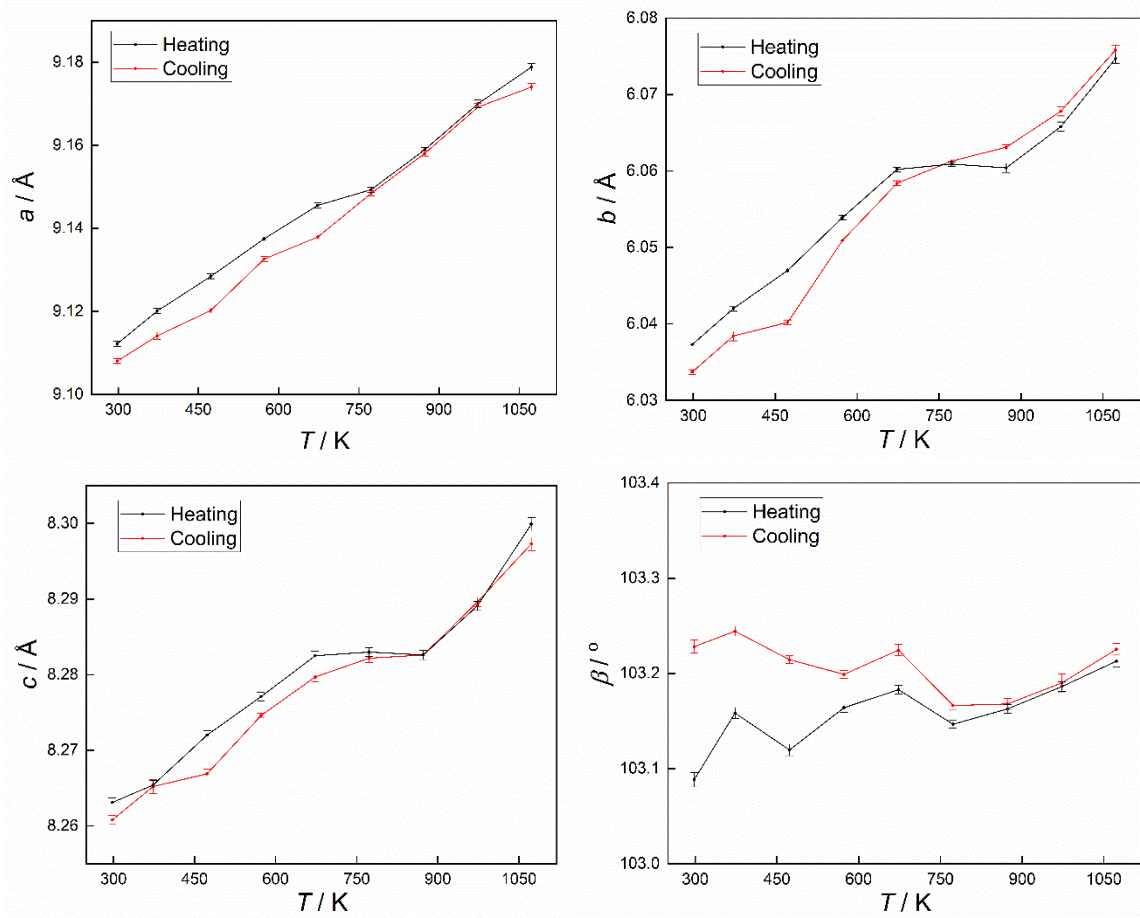 Heating
Cooling
a / Å
9.18
9.16
9.14
9.12
9.10
300 450 600 750 900 1050
T / K
Heating
Cooling
b / Å
6.08
6.07
6.06
6.05
6.04
6.03
300 450 600 750 900 1050
T / K
Heating
Cooling
c / Å
8.30
8.29
8.28
8.27
8.26
300 450 600 750 900 1050
T / K
Heating
Cooling
β / °
103.4
103.3
103.2
103.1
103.0
300 450 600 750 900 1050
T / K